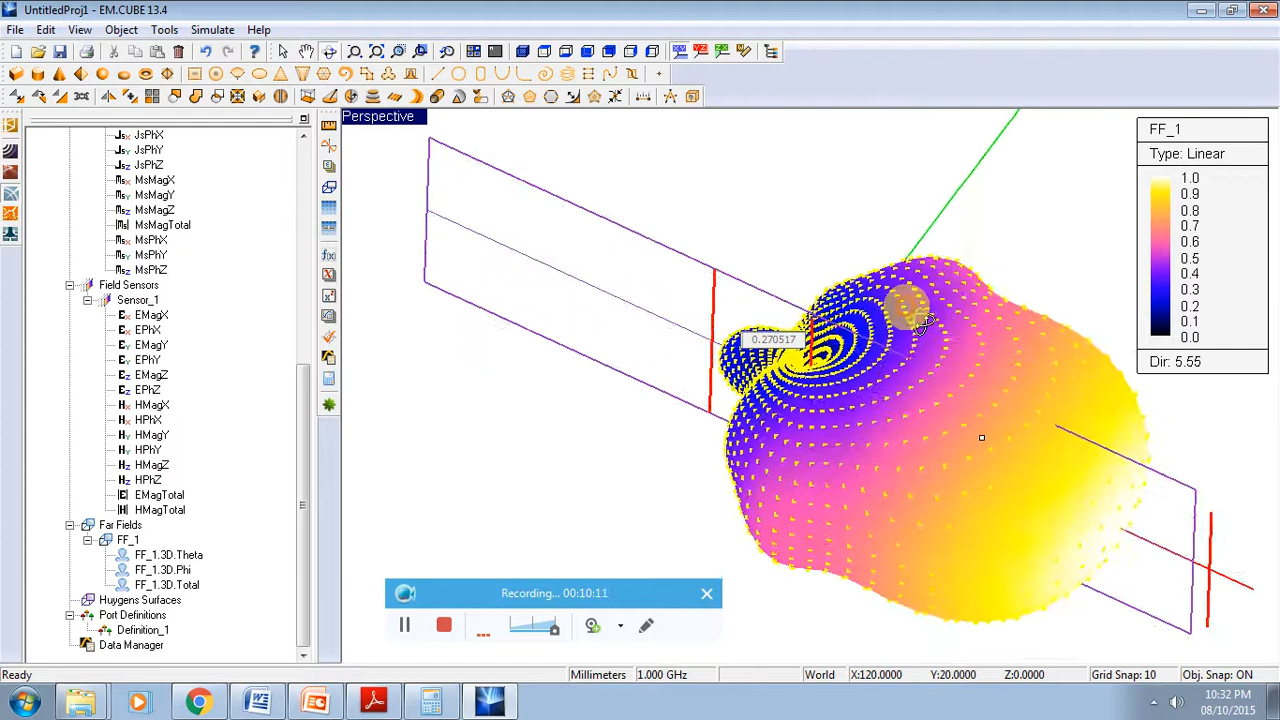 UntitledProj1 - EM.CUBE 13.4
File Edit View Object Tools Simulate Help
Perspective
JsPhX
JsPhY
JsPhZ
MsMagX
MsMagY
MsMagZ
MsMagTotal
MsPhX
MsPhY
MsPhZ
Field Sensors
Sensor_1
EMagX
EPhX
EMagY
EPhY
EMagZ
EPhZ
HMagX
HPhX
HMagY
HPhY
HMagZ
HPhZ
EMagTotal
HMagTotal
Far Fields
FF_1
FF_1.3D.Theta
FF_1.3D.Phi
FF_1.3D.Total
Huygens Surfaces
Port Definitions
Definition_1
Data Manager
0.270517
FF_1
Type: Linear
1.0
0.9
0.8
0.7
0.6
0.5
0.4
0.3
0.2
0.1
0.0
Dir: 5.55
Recording... 00:10:11
Ready Millimeters 1.000 GHz World X:120.0000 Y:20.0000 Z:0.0000 Grid Snap: 10 Obj. Snap: ON
10:32 PM
08/10/2015